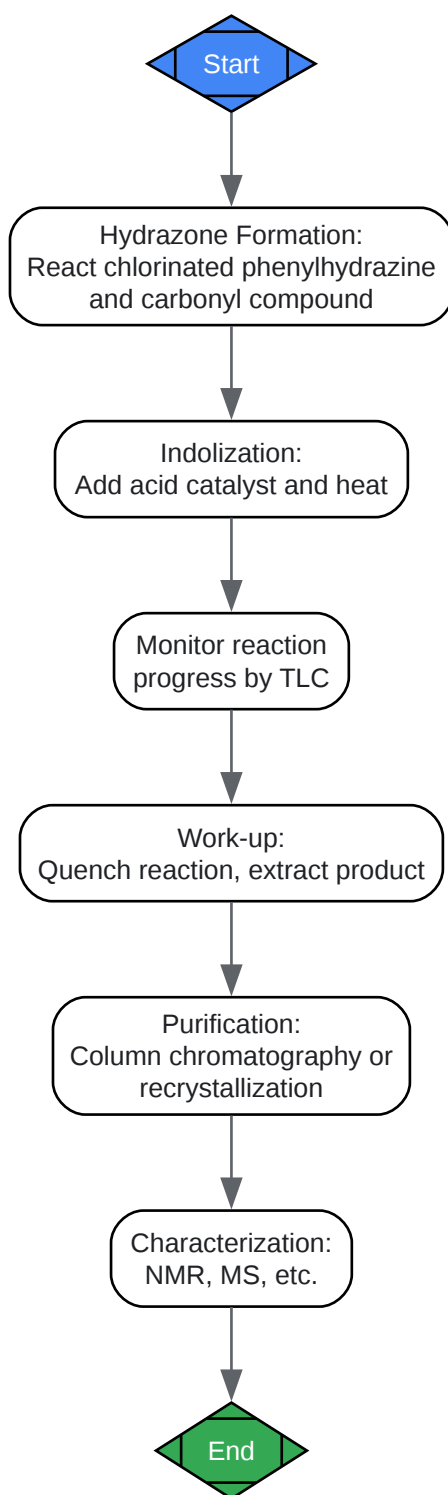 Start
Hydrazone Formation:
React chlorinated phenylhydrazine
and carbonyl compound
Indolization:
Add acid catalyst and heat
Monitor reaction
progress by TLC
Work-up:
Quench reaction, extract product
Purification:
Column chromatography or
recrystallization
Characterization:
NMR, MS, etc.
End